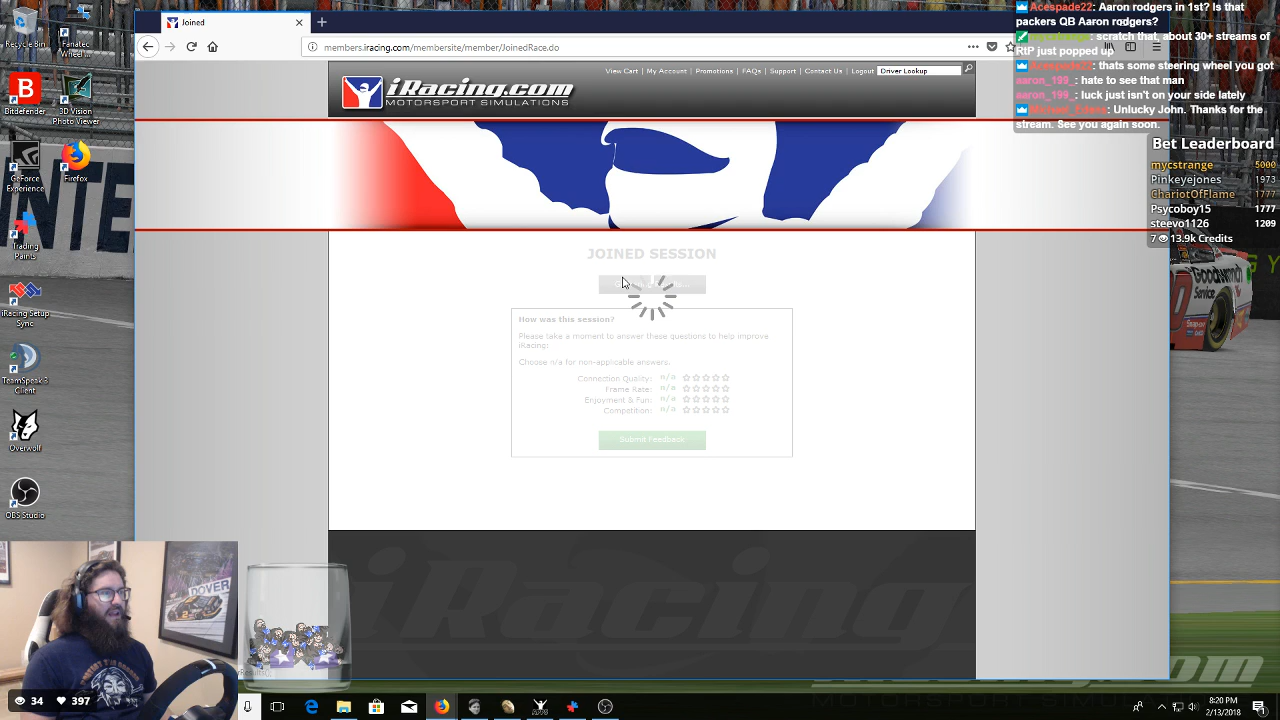 Joined
members.iracing.com/membersite/member/JoinedRace.do
View Cart | My Account | Promotions | FAQs | Support | Contact Us | Logout
Driver Lookup
iRacing.com
MOTORSPORT SIMULATIONS
JOINED SESSION
How was this session?
Please take a moment to answer these questions to help improve
iRacing:
Choose n/a for non-applicable answers.
Connection Quality: n/a
Frame Rate: n/a
Enjoyment & Fun: n/a
Competition: n/a
Submit Feedback
iRacing
Recycle Bin
Fanatec
Bitdefender
3D Vision
Photo Viewer
GeForce
Experience
Firefox
Trading
Paints
iRacing Setup
Sync
TeamSpeak 3
Client
Overwolf
OBS Studio
Acespade22: Aaron rodgers in 1st? Is that
packers QB Aaron rodgers?
mycstrange: scratch that, about 30+ streams of
RtP just popped up
Acespade22: thats some steering wheel you got
aaron_199_: hate to see that man
aaron_199_: luck just isn't on your side lately
: Unlucky John. Thanks for the
stream. See you again soon.
Bet Leaderboard
mycstrange 5000
Pinkeyejones 1973
ChariotOfFlame 1777
Psycoboy15 1777
steevo1126 1209
7 13.9k Credits
Goodwrench
Service
DOVER
2
34 397
8:20 PM
2/13/2018